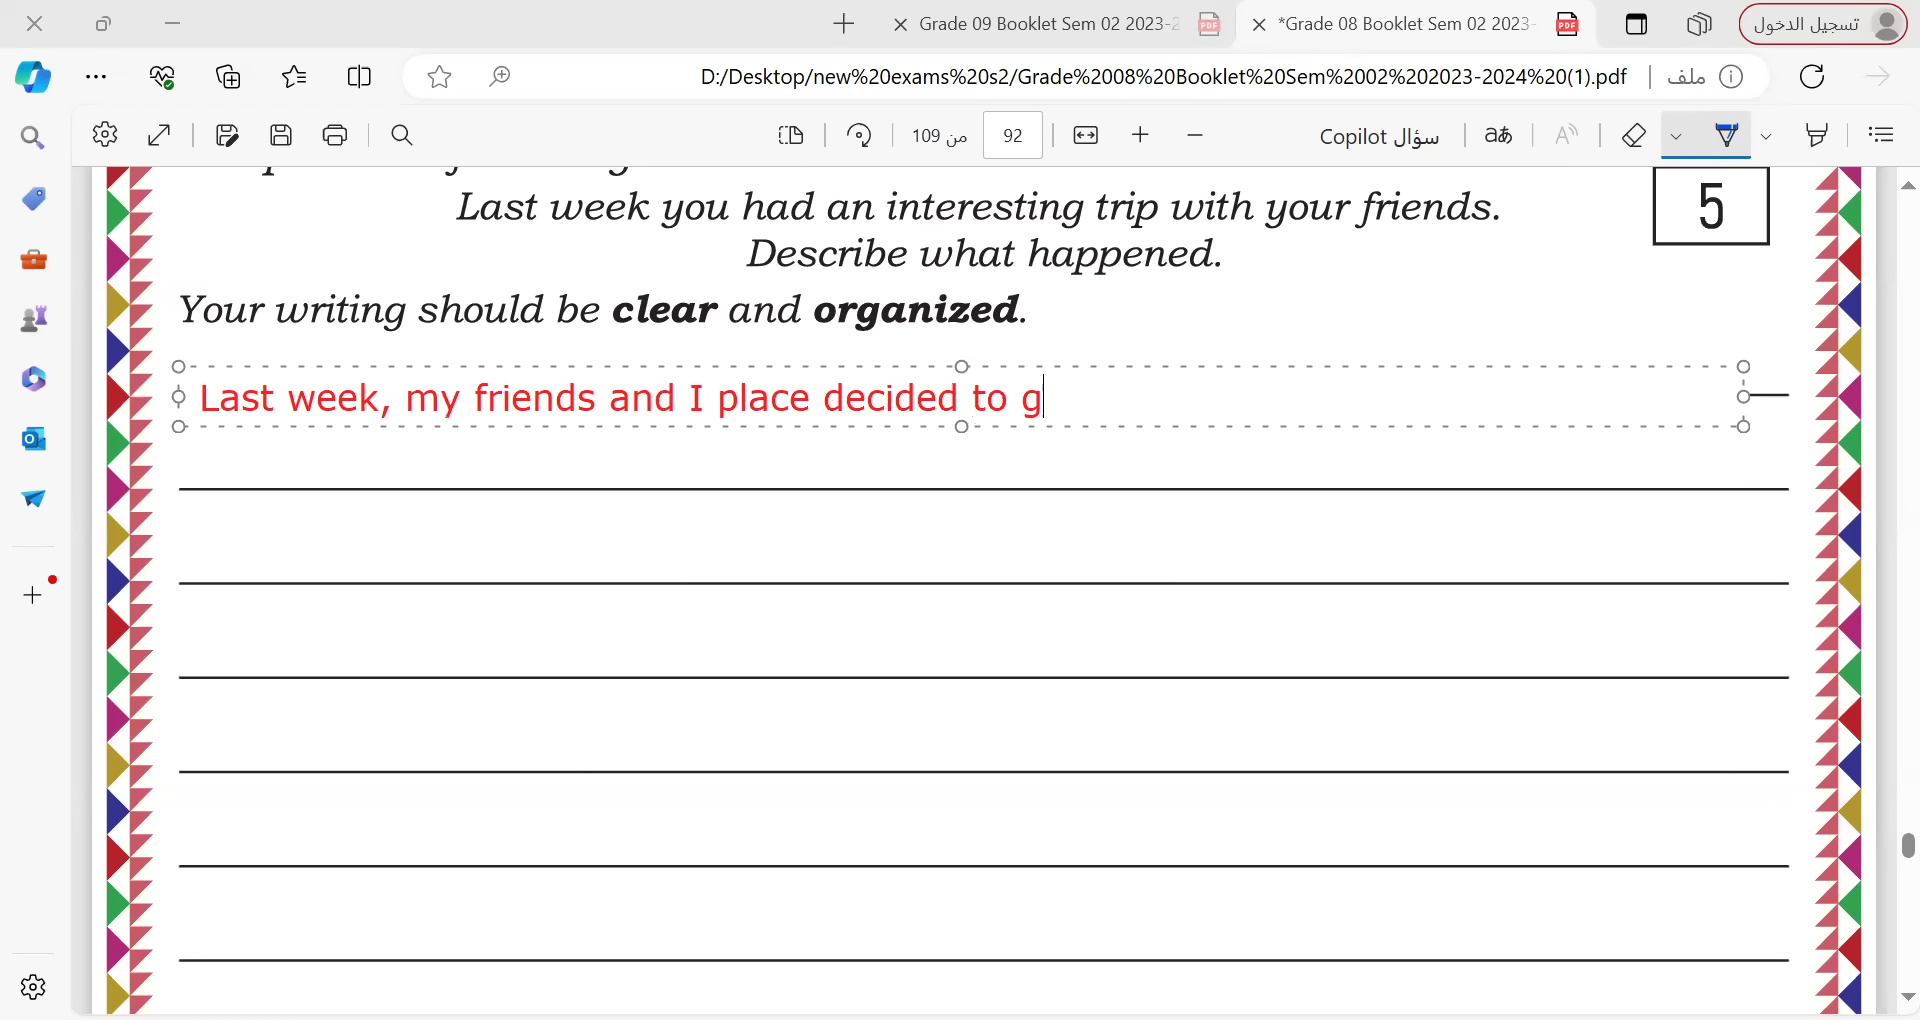 Grade 09 Booklet Sem 02 2023-2
*Grade 08 Booklet Sem 02 2023-
تسجيل الدخول
D:/Desktop/new%20exams%20s2/Grade%2008%20Booklet%20Sem%2002%202023-2024%20(1).pdf
ملف
من 109
92
سؤال Copilot
Last week you had an interesting trip with your friends.
5
Describe what happened.
Your writing should be clear and organized.
Last week, my friends and I place decided to g